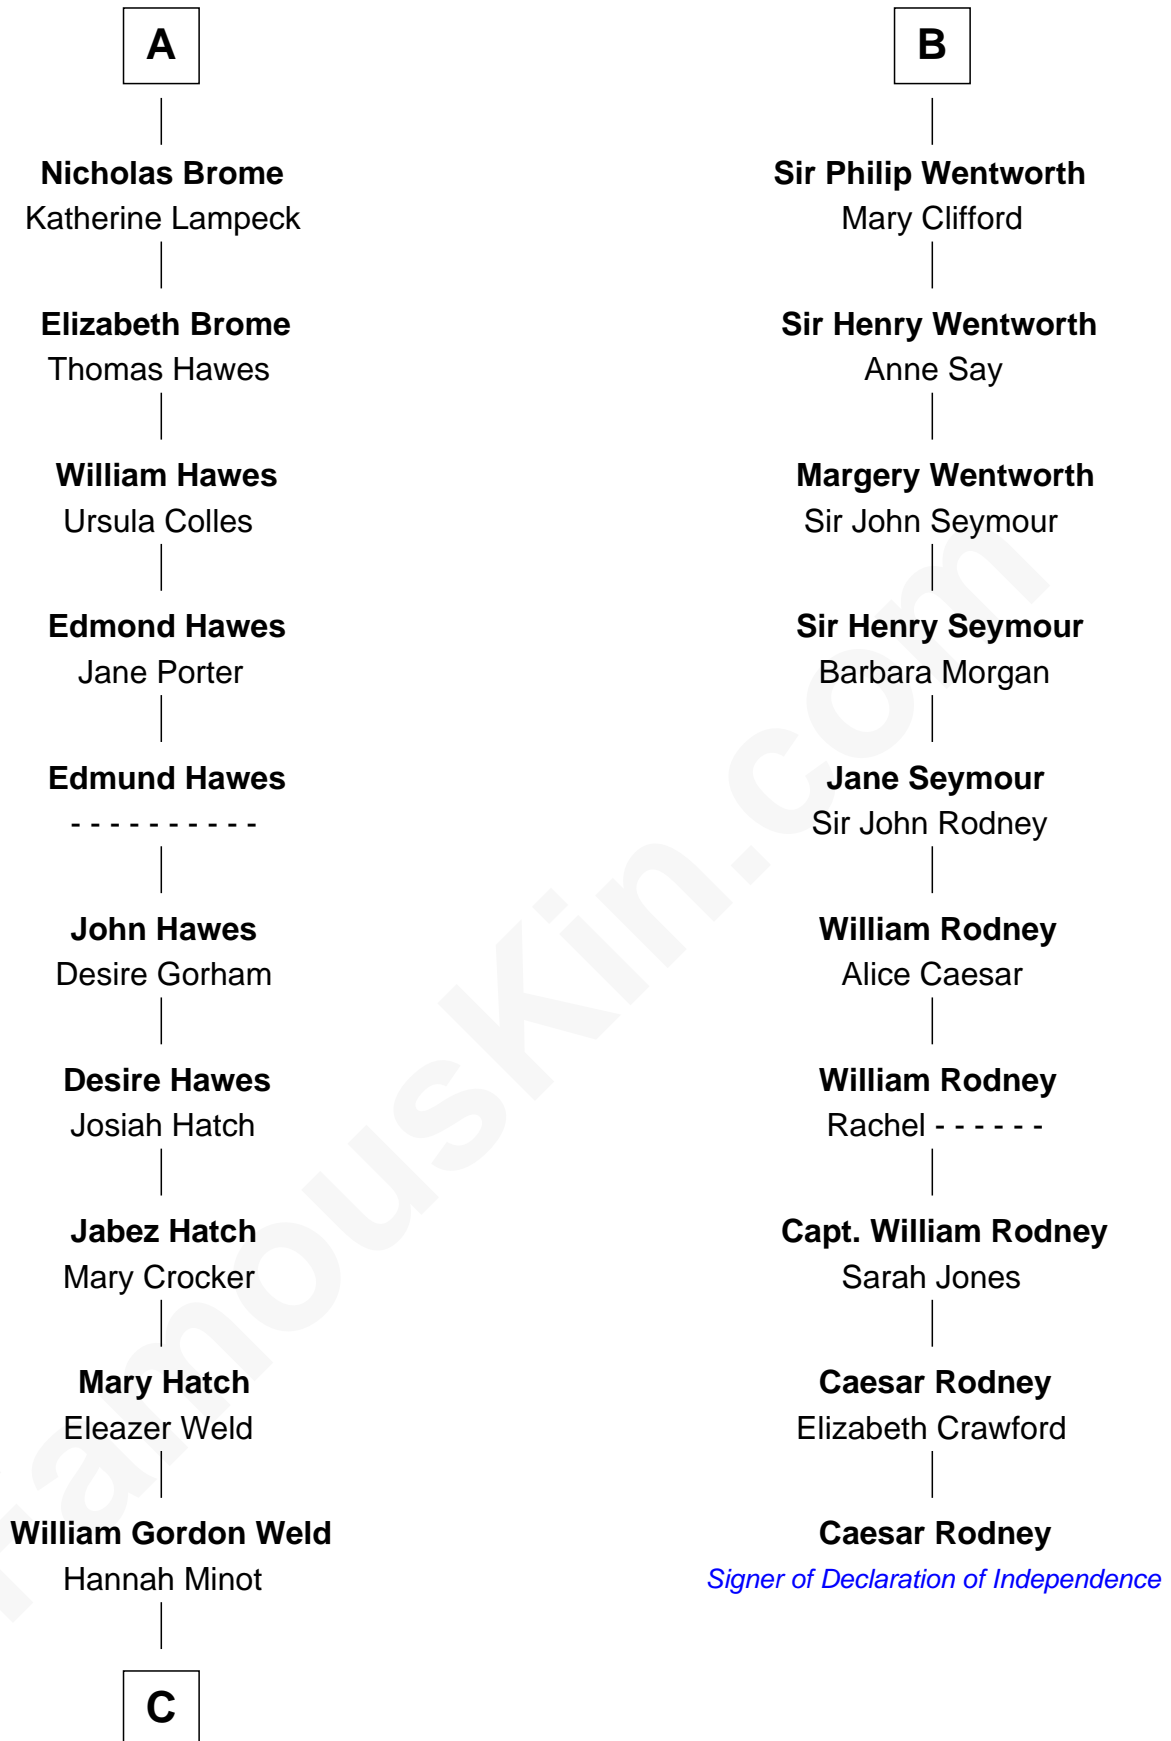 A
Nicholas Brome
Katherine Lampeck
Elizabeth Brome
Thomas Hawes
William Hawes
Ursula Colles
Edmond Hawes
Jane Porter
Edmund Hawes
- - - - - - - - - -
John Hawes
Desire Gorham
Desire Hawes
Josiah Hatch
Jabez Hatch
Mary Crocker
Mary Hatch
Eleazer Weld
William Gordon Weld
Hannah Minot
C
B
Sir Philip Wentworth
Mary Clifford
Sir Henry Wentworth
Anne Say
Margery Wentworth
Sir John Seymour
Sir Henry Seymour
Barbara Morgan
Jane Seymour
Sir John Rodney
William Rodney
Alice Caesar
William Rodney
Rachel - - - - - -
Capt. William Rodney
Sarah Jones
Caesar Rodney
Elizabeth Crawford
Caesar Rodney
Signer of Declaration of Independence
FamousKin.com